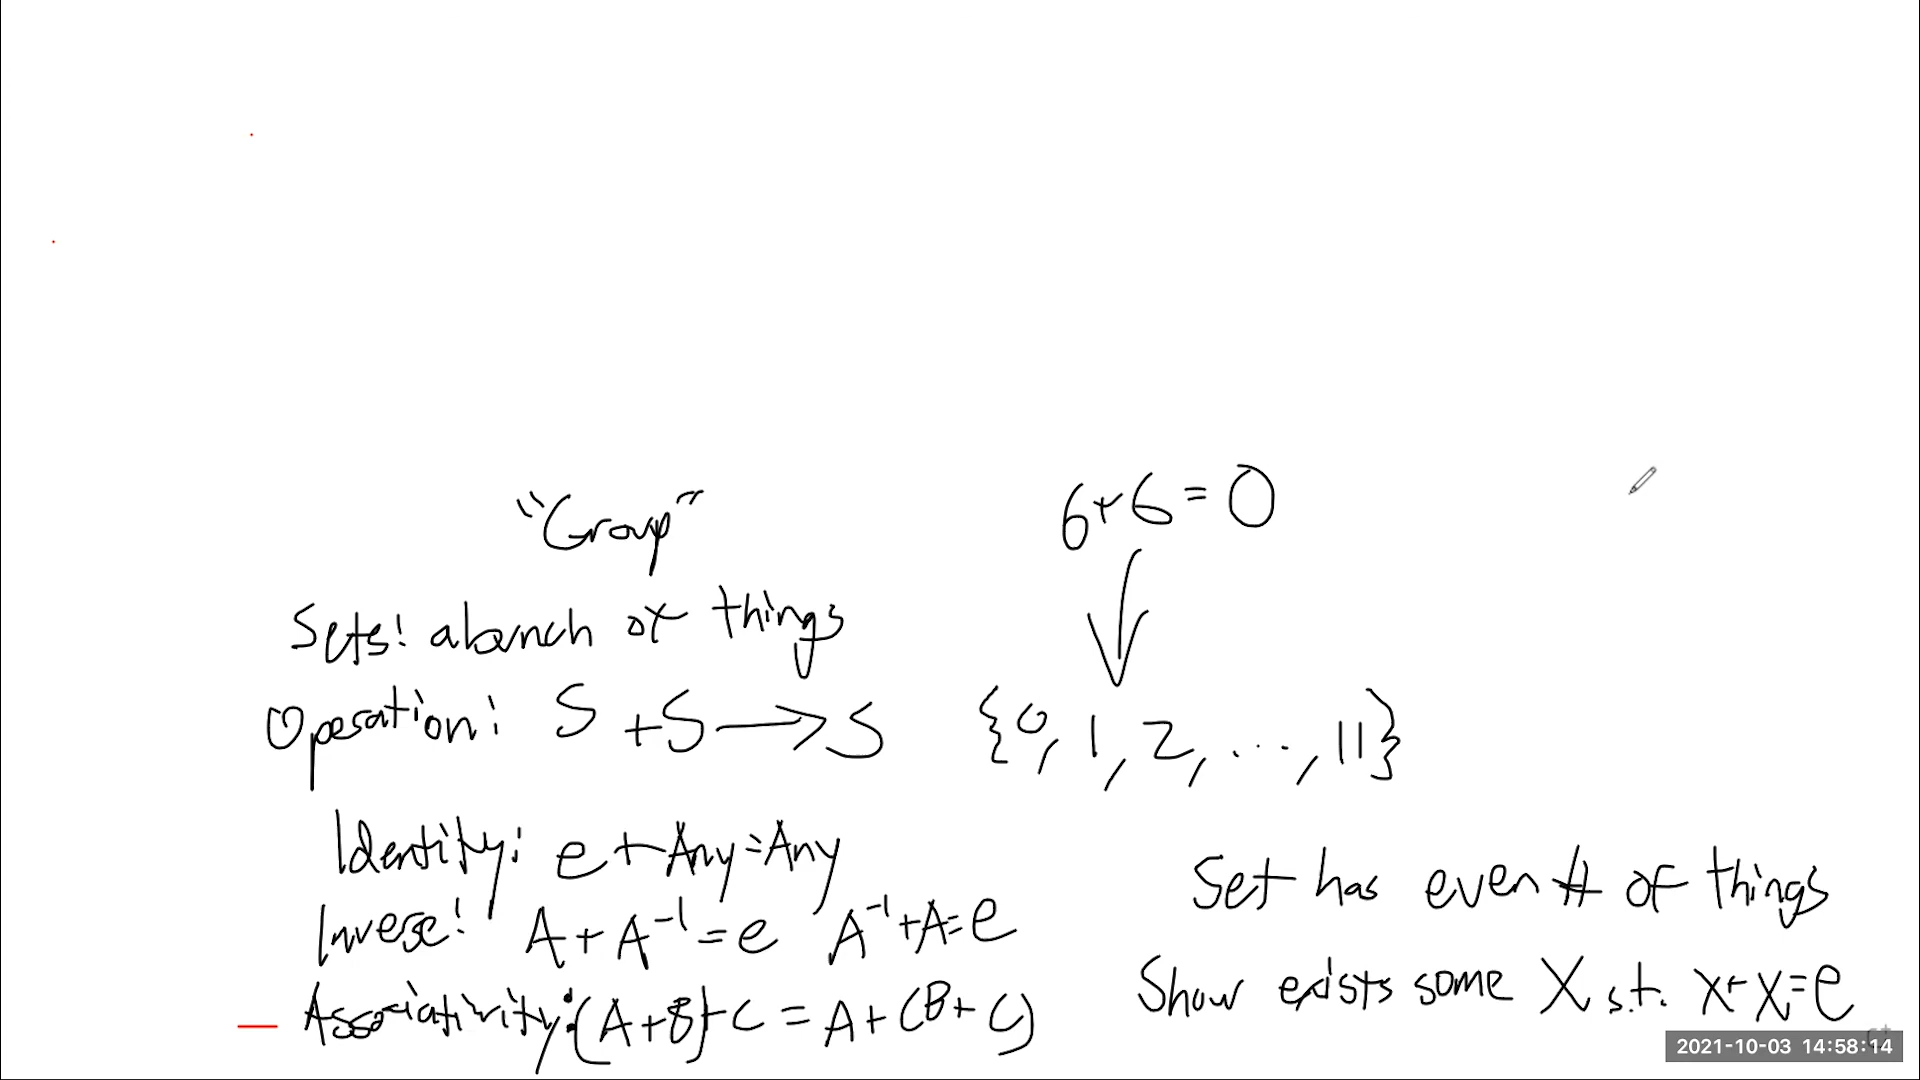 "Group"
6+6=0
Sets: a bunch of things
Operation: S+S→S
{0, 1, 2, ..., 11}
Identity: e+Any=Any
Set has even # of things
Inverse: A+A⁻¹=e A⁻¹+A=e
Show exists some X s.t. x+x=e
Associativity: (A+B)+C=A+(B+C)
2021-10-03 14:58:14